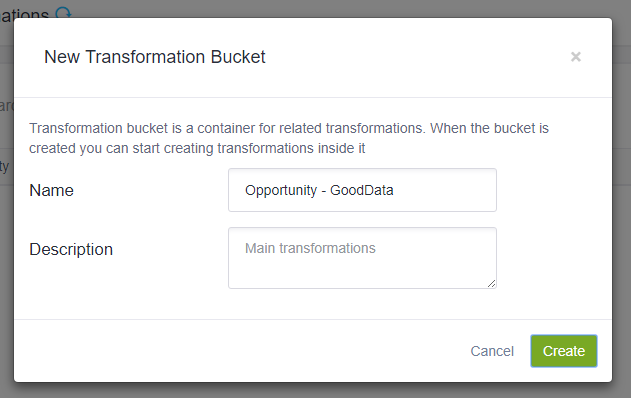 New Transformation Bucket
×
Transformation bucket is a container for related transformations. When the bucket is
created you can start creating transformations inside it
Name
Opportunity - GoodData
Description
Main transformations
Cancel
Create